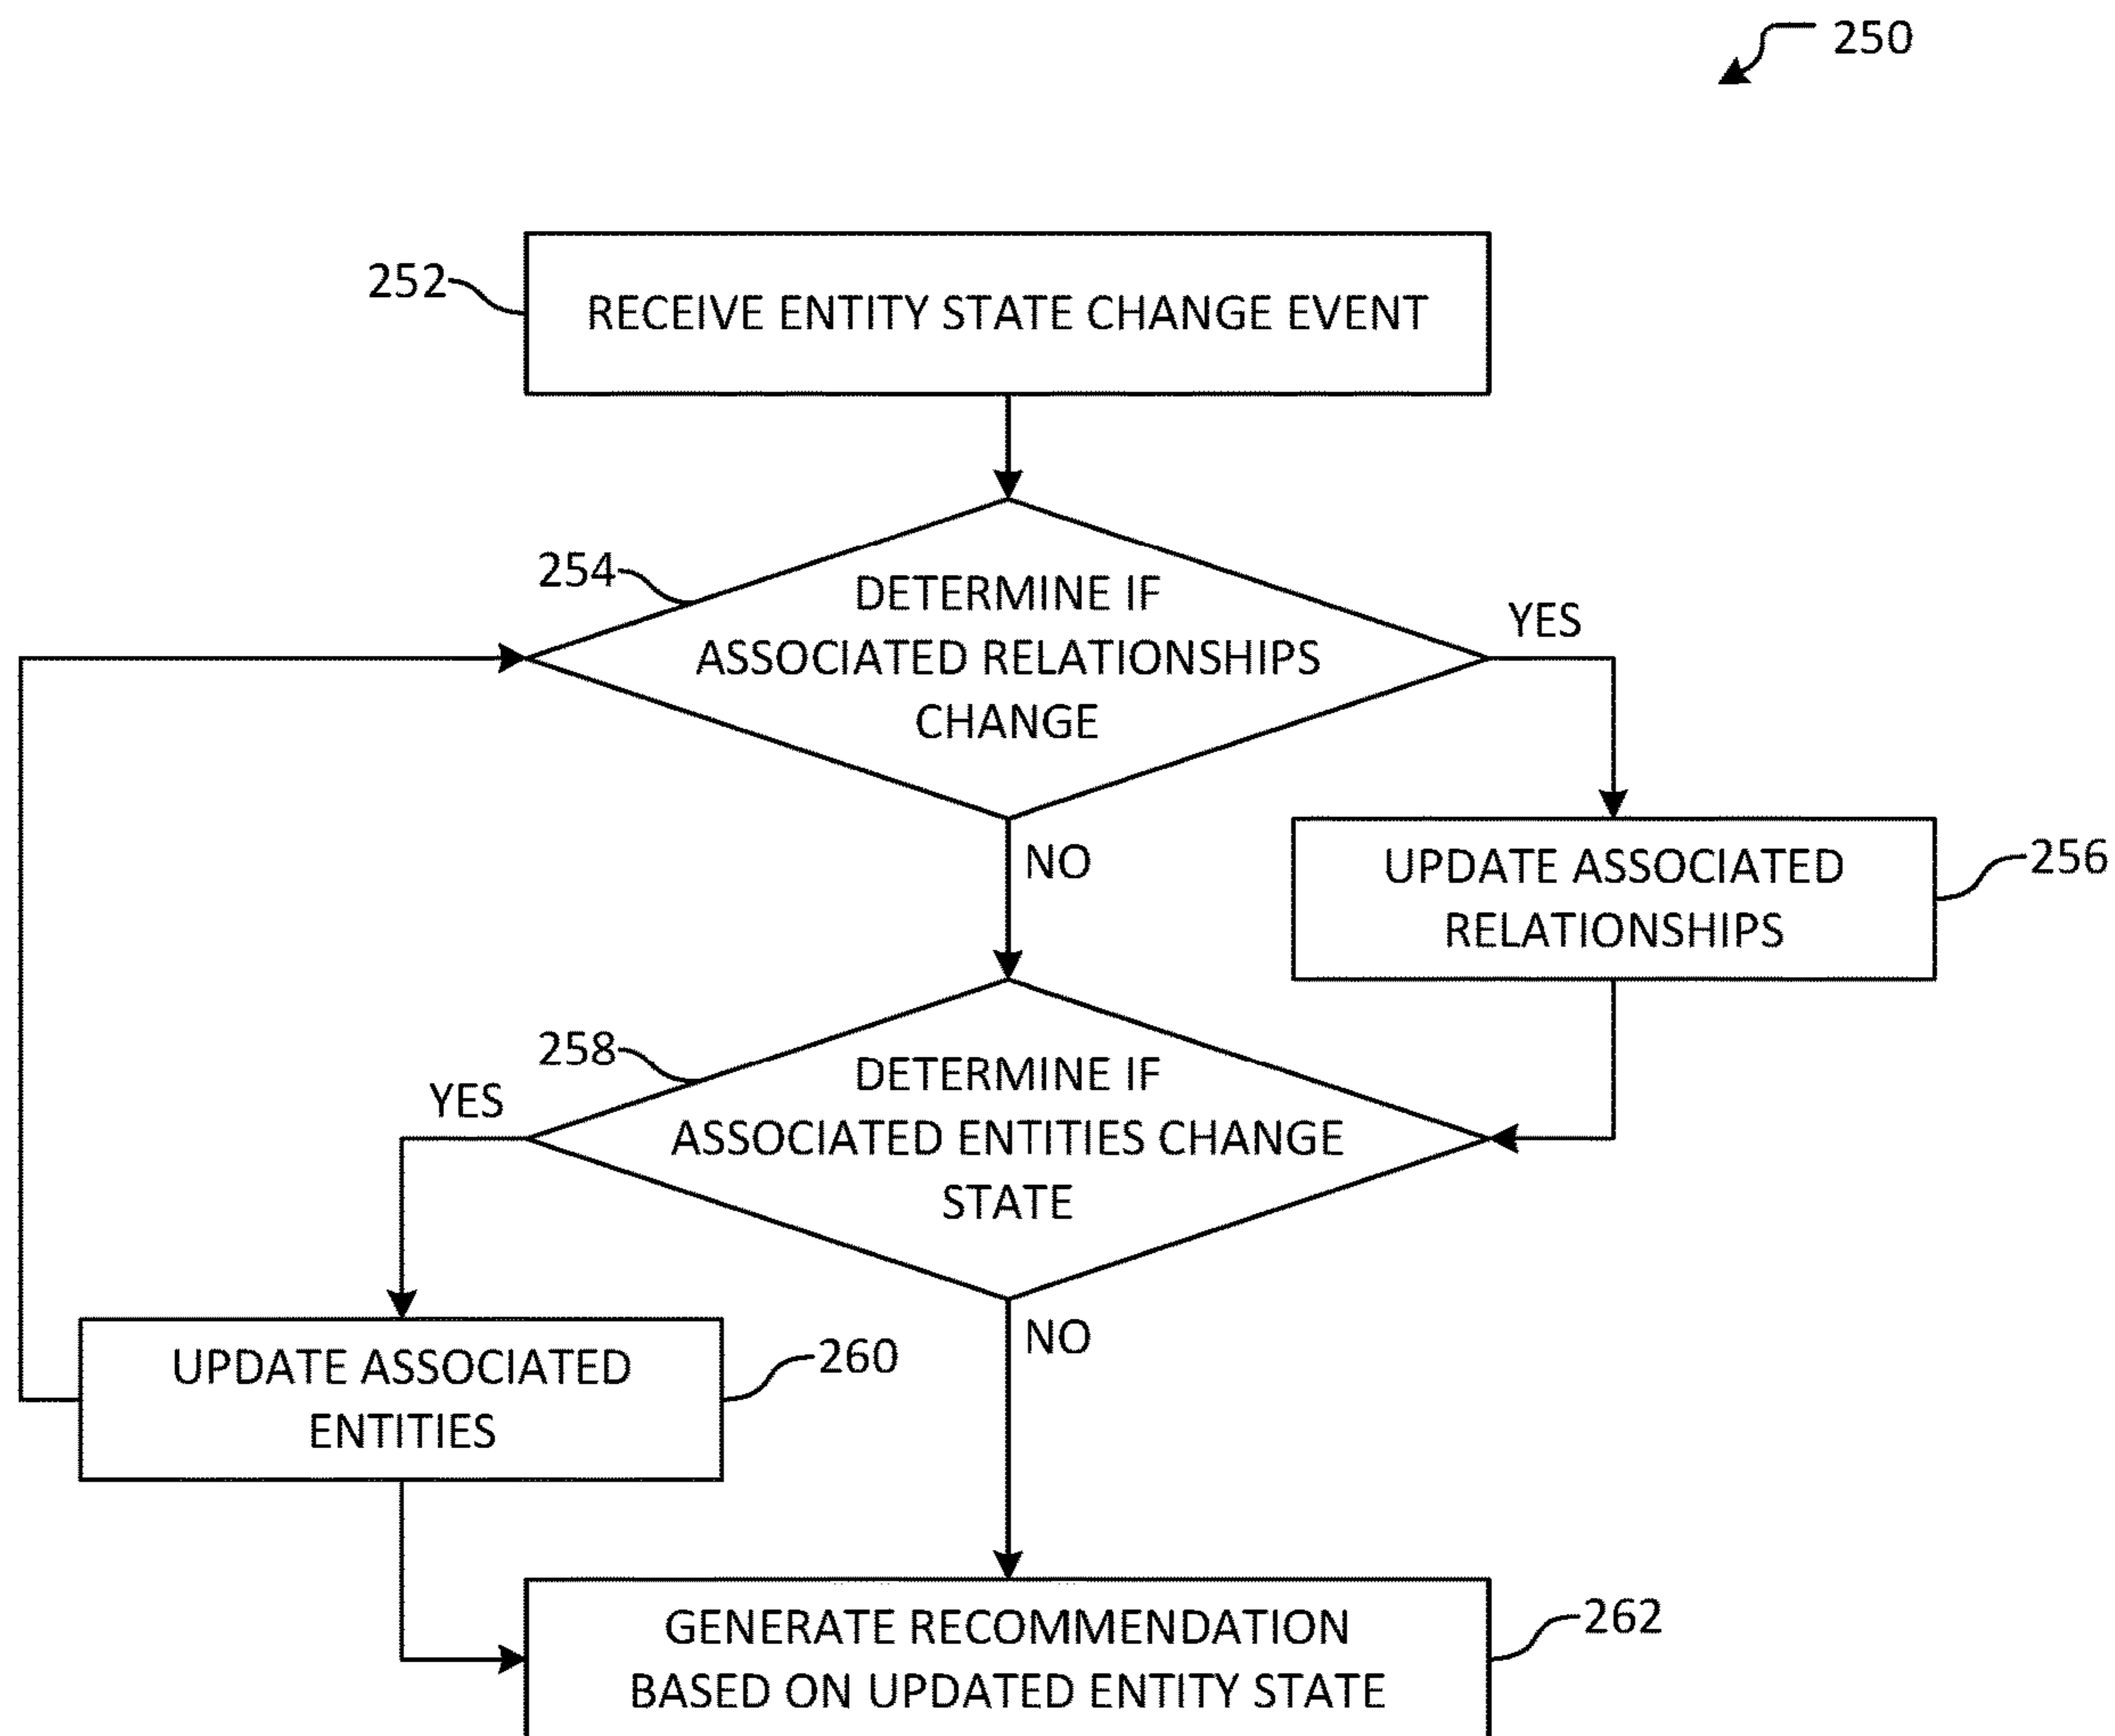 250
252
RECEIVE ENTITY STATE CHANGE EVENT
254
DETERMINE IF
ASSOCIATED RELATIONSHIPS
CHANGE
YES
NO
UPDATE ASSOCIATED
RELATIONSHIPS
256
258
DETERMINE IF
ASSOCIATED ENTITIES CHANGE
STATE
YES
NO
UPDATE ASSOCIATED
ENTITIES
260
GENERATE RECOMMENDATION
BASED ON UPDATED ENTITY STATE
262